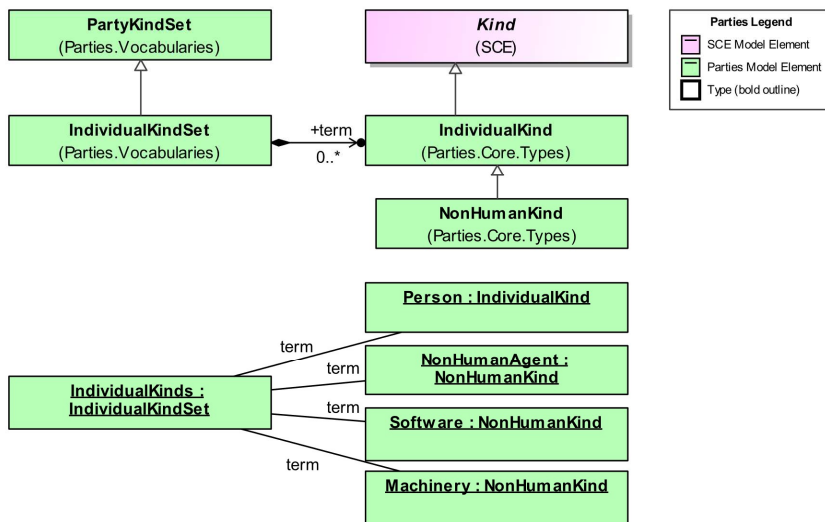 PartyKindSet
(Parties.Vocabularies)
Kind
(SCE)
Parties Legend
SCE Model Element
Parties Model Element
Type (bold outline)
IndividualKindSet
(Parties.Vocabularies)
+term
0..*
IndividualKind
(Parties.Core.Types)
NonHumanKind
(Parties.Core.Types)
Person : IndividualKind
term
NonHumanAgent :
NonHumanKind
term
IndividualKinds :
IndividualKindSet
term
Software : NonHumanKind
term
Machinery : NonHumanKind